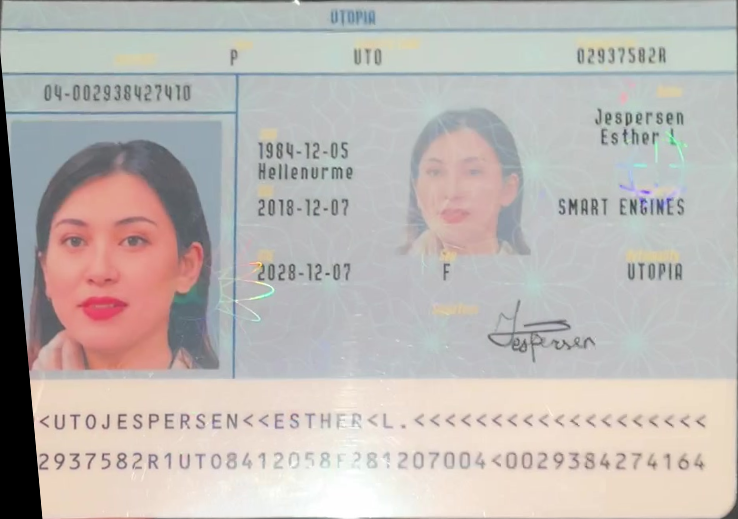 UTOPIA
P UTO 02937582R
04-002938427410
Jespersen
Esther L
1984-12-05
Hellenurme
2018-12-07 SMART ENGINES
2028-12-07 F UTOPIA
Jespersen
<UTOJESPERSEN<<ESTHER<L.<<<<<<<<<<<<<<<<<<<
2937582R1UTO8412058F281207004<0029384274164